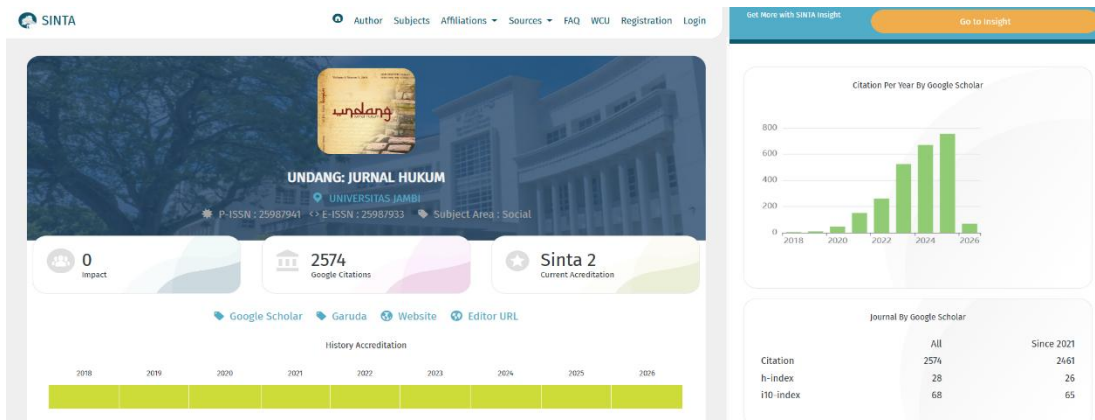 SINTA
Author Subjects Affiliations Sources FAQ WCU Registration Login
undang
UNDANG: JURNAL HUKUM
UNIVERSITAS JAMBI
P-ISSN : 25987941 <> E-ISSN : 25987933 Subject Area : Social
0
Impact
2574
Google Citations
Sinta 2
Current Acreditation
Google Scholar Garuda Website Editor URL
History Accreditation
2018 2019 2020 2021 2022 2023 2024 2025 2026
Get More with SINTA Insight
Go to Insight
Citation Per Year By Google Scholar
800
600
400
200
0
2018 2020 2022 2024 2026
Journal By Google Scholar
All Since 2021
Citation 2574 2461
h-index 28 26
i10-index 68 65